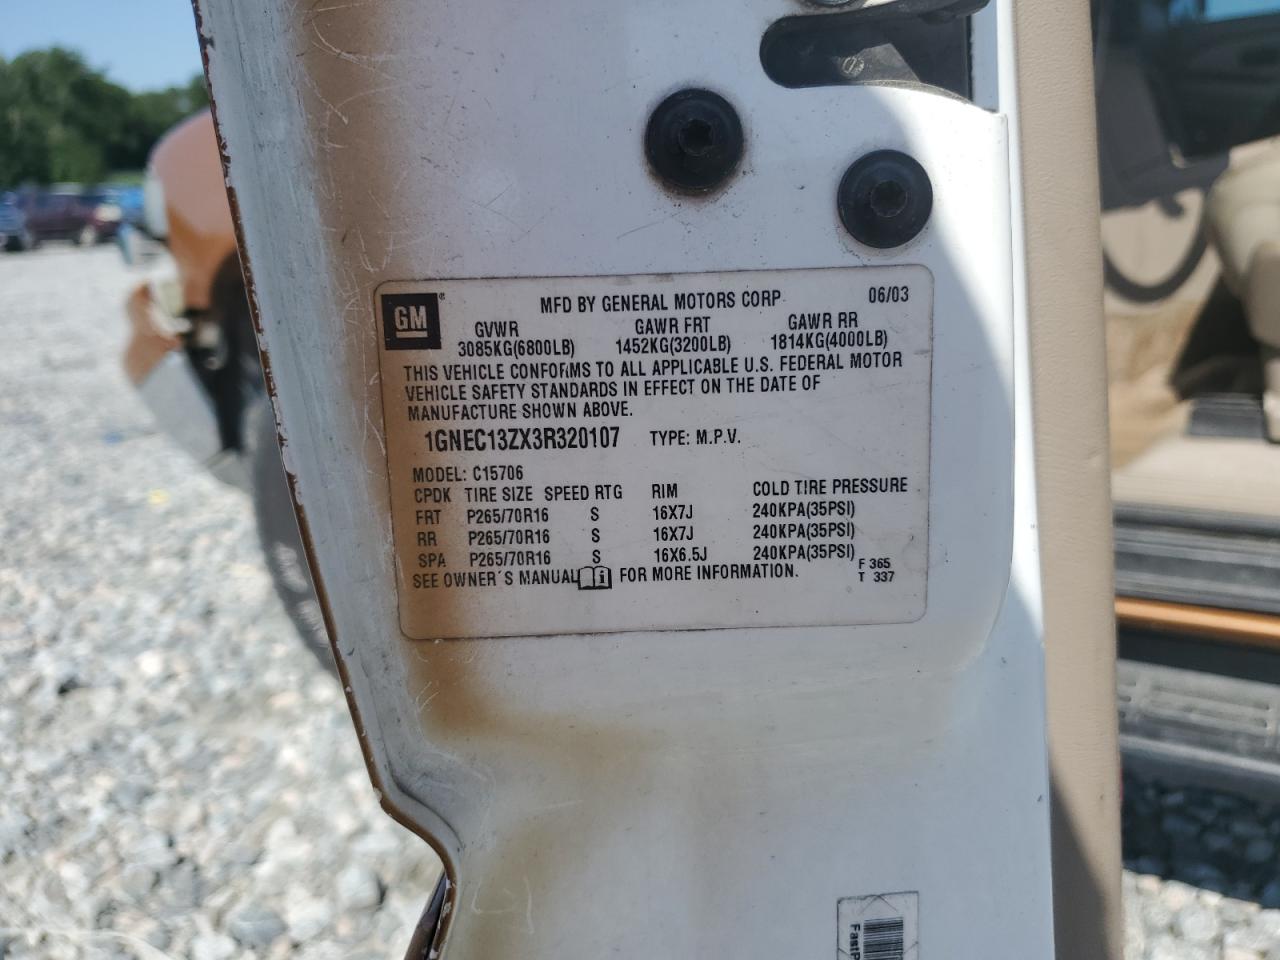 GM ®
MFD BY GENERAL MOTORS CORP 06/03
GVWR GAWR FRT GAWR RR
3085KG(6800LB) 1452KG(3200LB) 1814KG(4000LB)
THIS VEHICLE CONFORMS TO ALL APPLICABLE U.S. FEDERAL MOTOR
VEHICLE SAFETY STANDARDS IN EFFECT ON THE DATE OF
MANUFACTURE SHOWN ABOVE.
1GNEC13ZX3R320107 TYPE: M.P.V.
MODEL: C15706
CPDK TIRE SIZE SPEED RTG RIM COLD TIRE PRESSURE
FRT P265/70R16 S 16X7J 240KPA(35PSI)
RR P265/70R16 S 16X7J 240KPA(35PSI)
SPA P265/70R16 S 16X6.5J 240KPA(35PSI)
SEE OWNER´S MANUAL i FOR MORE INFORMATION.
F 365
T 337